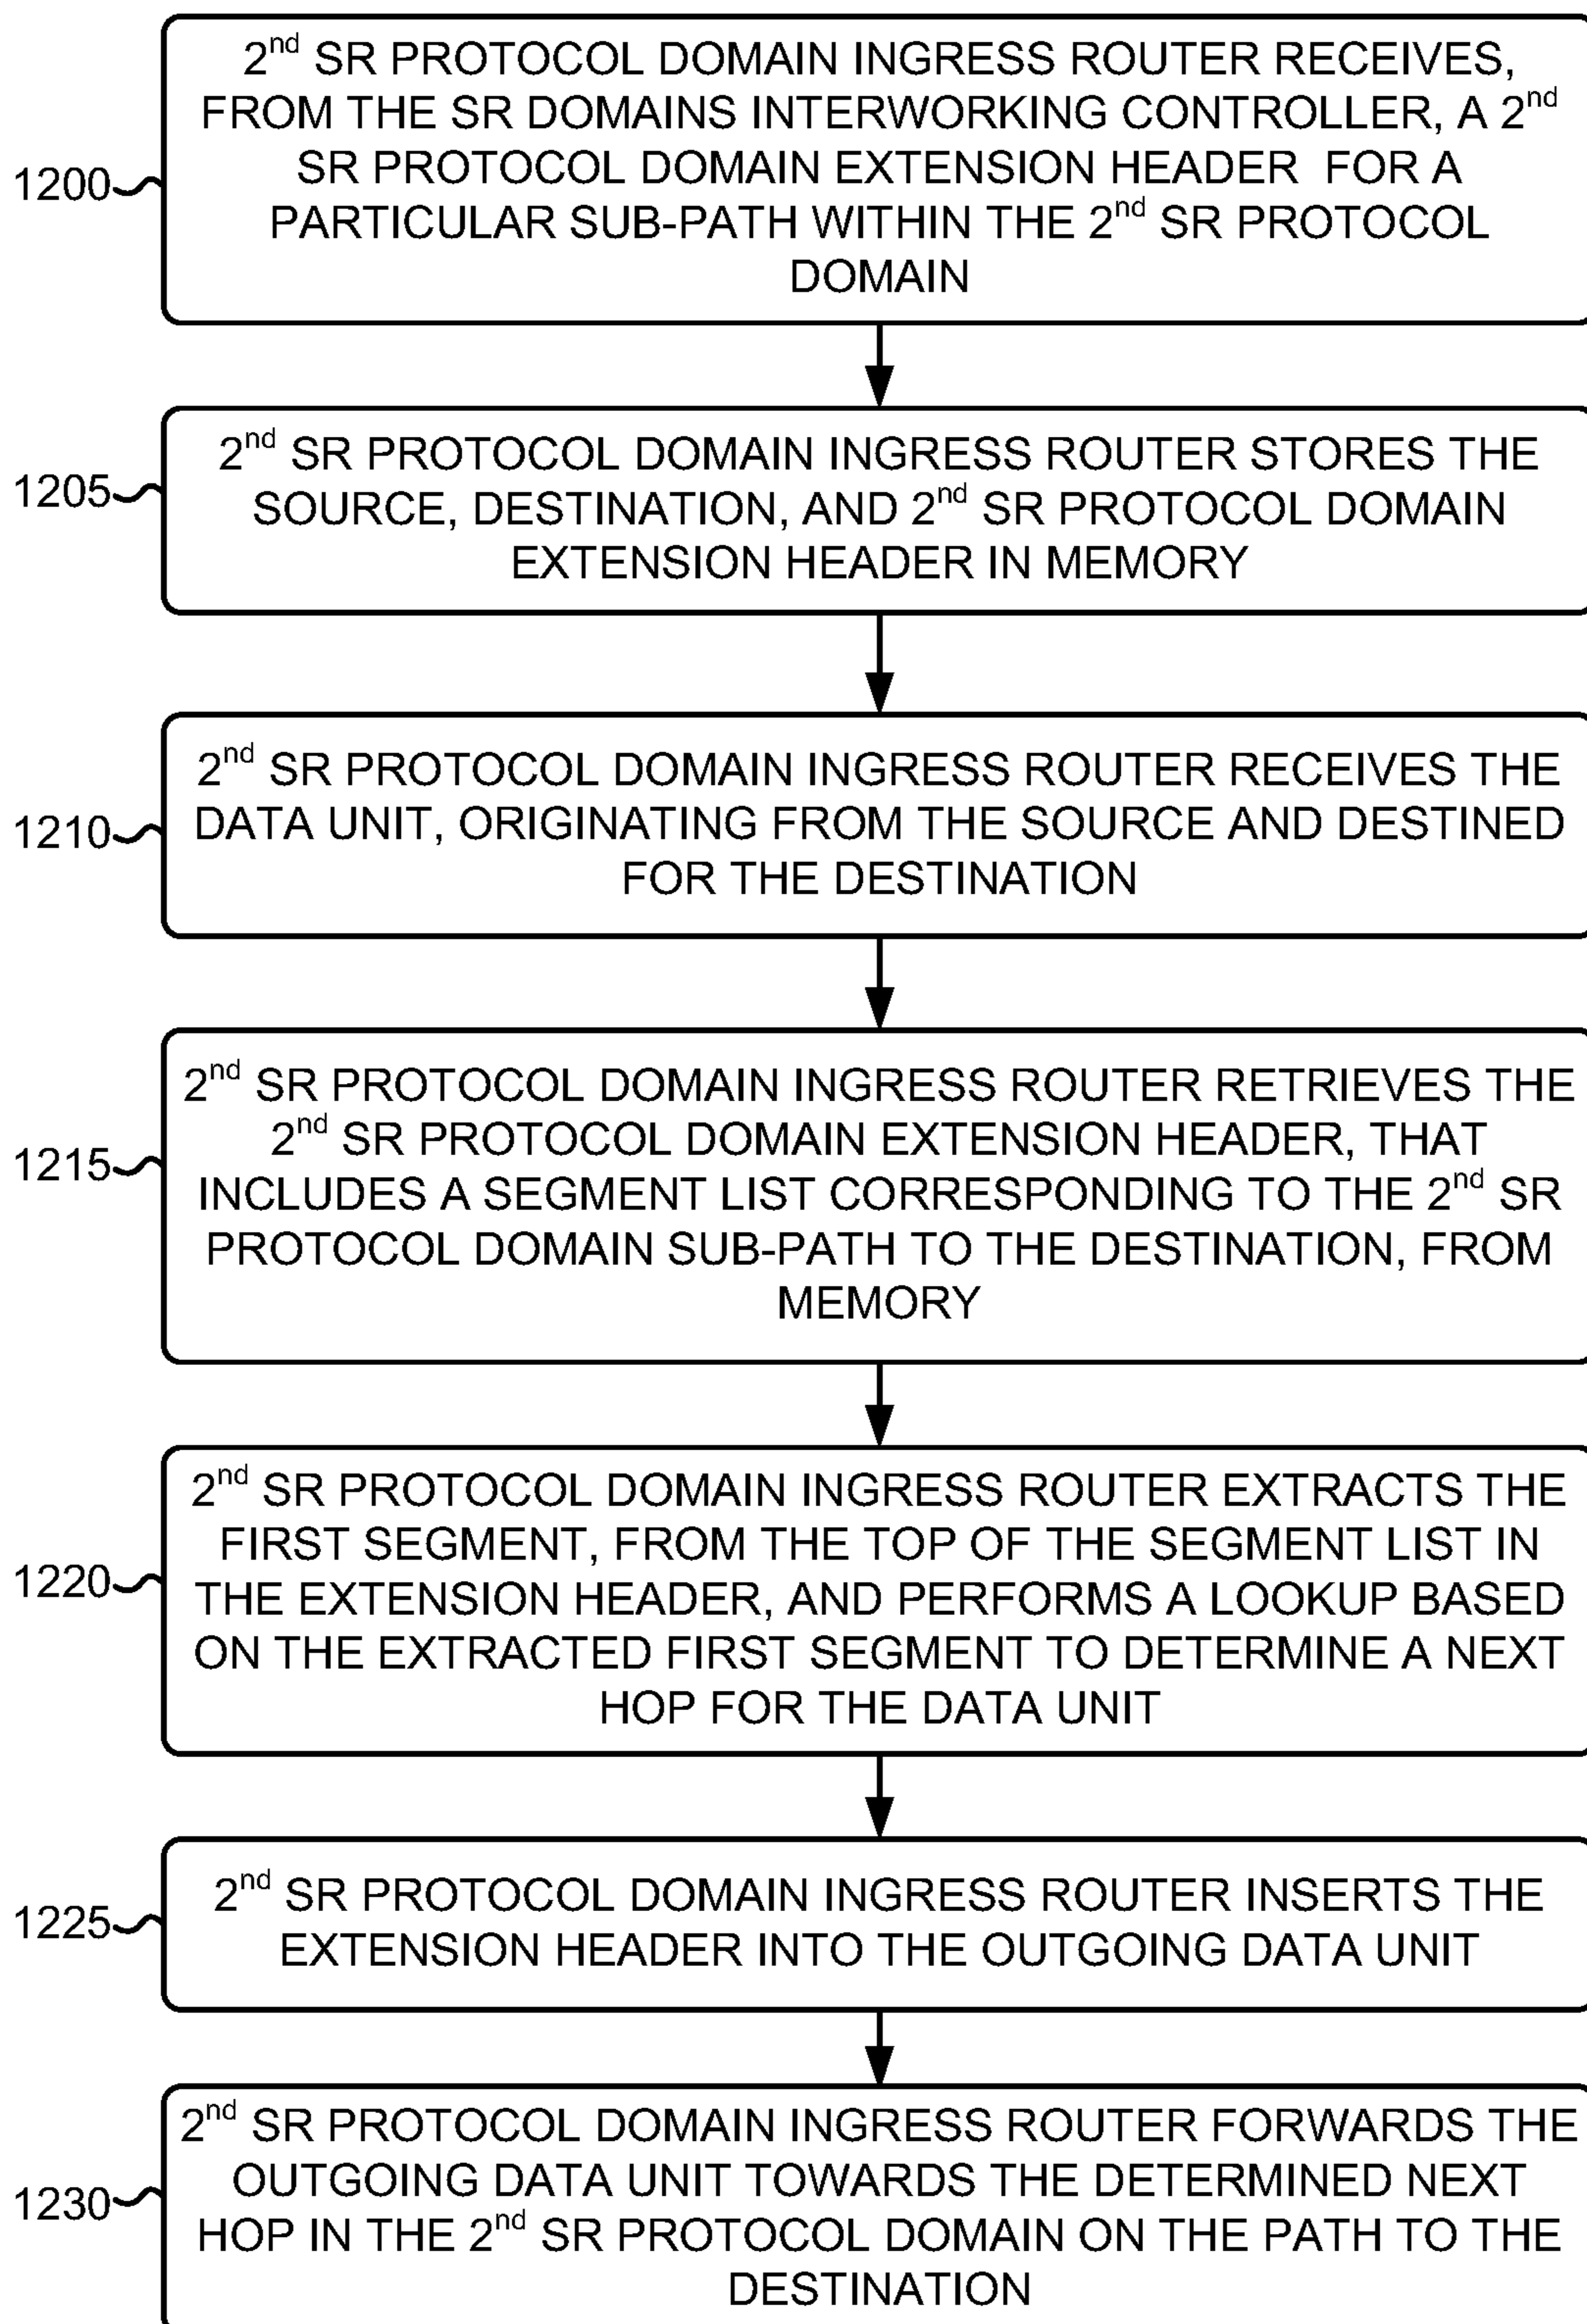 2nd SR PROTOCOL DOMAIN INGRESS ROUTER RECEIVES,
FROM THE SR DOMAINS INTERWORKING CONTROLLER, A 2nd
SR PROTOCOL DOMAIN EXTENSION HEADER FOR A
PARTICULAR SUB-PATH WITHIN THE 2nd SR PROTOCOL
DOMAIN
1200
2nd SR PROTOCOL DOMAIN INGRESS ROUTER STORES THE
SOURCE, DESTINATION, AND 2nd SR PROTOCOL DOMAIN
EXTENSION HEADER IN MEMORY
1205
2nd SR PROTOCOL DOMAIN INGRESS ROUTER RECEIVES THE
DATA UNIT, ORIGINATING FROM THE SOURCE AND DESTINED
FOR THE DESTINATION
1210
2nd SR PROTOCOL DOMAIN INGRESS ROUTER RETRIEVES THE
2nd SR PROTOCOL DOMAIN EXTENSION HEADER, THAT
INCLUDES A SEGMENT LIST CORRESPONDING TO THE 2nd SR
PROTOCOL DOMAIN SUB-PATH TO THE DESTINATION, FROM
MEMORY
1215
2nd SR PROTOCOL DOMAIN INGRESS ROUTER EXTRACTS THE
FIRST SEGMENT, FROM THE TOP OF THE SEGMENT LIST IN
THE EXTENSION HEADER, AND PERFORMS A LOOKUP BASED
ON THE EXTRACTED FIRST SEGMENT TO DETERMINE A NEXT
HOP FOR THE DATA UNIT
1220
2nd SR PROTOCOL DOMAIN INGRESS ROUTER INSERTS THE
EXTENSION HEADER INTO THE OUTGOING DATA UNIT
1225
2nd SR PROTOCOL DOMAIN INGRESS ROUTER FORWARDS THE
OUTGOING DATA UNIT TOWARDS THE DETERMINED NEXT
HOP IN THE 2nd SR PROTOCOL DOMAIN ON THE PATH TO THE
DESTINATION
1230